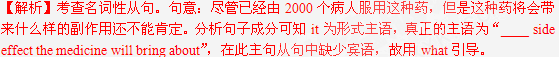 【解析】考查名词性从句。句意：尽管已经由 2000 个病人服用这种药，但是这种药将会带
来什么样的副作用还不能肯定。分析句子成分可知 it 为形式主语，真正的主语为“____ side
effect the medicine will bring about”，在此主句从句中缺少宾语，故用 what 引导。